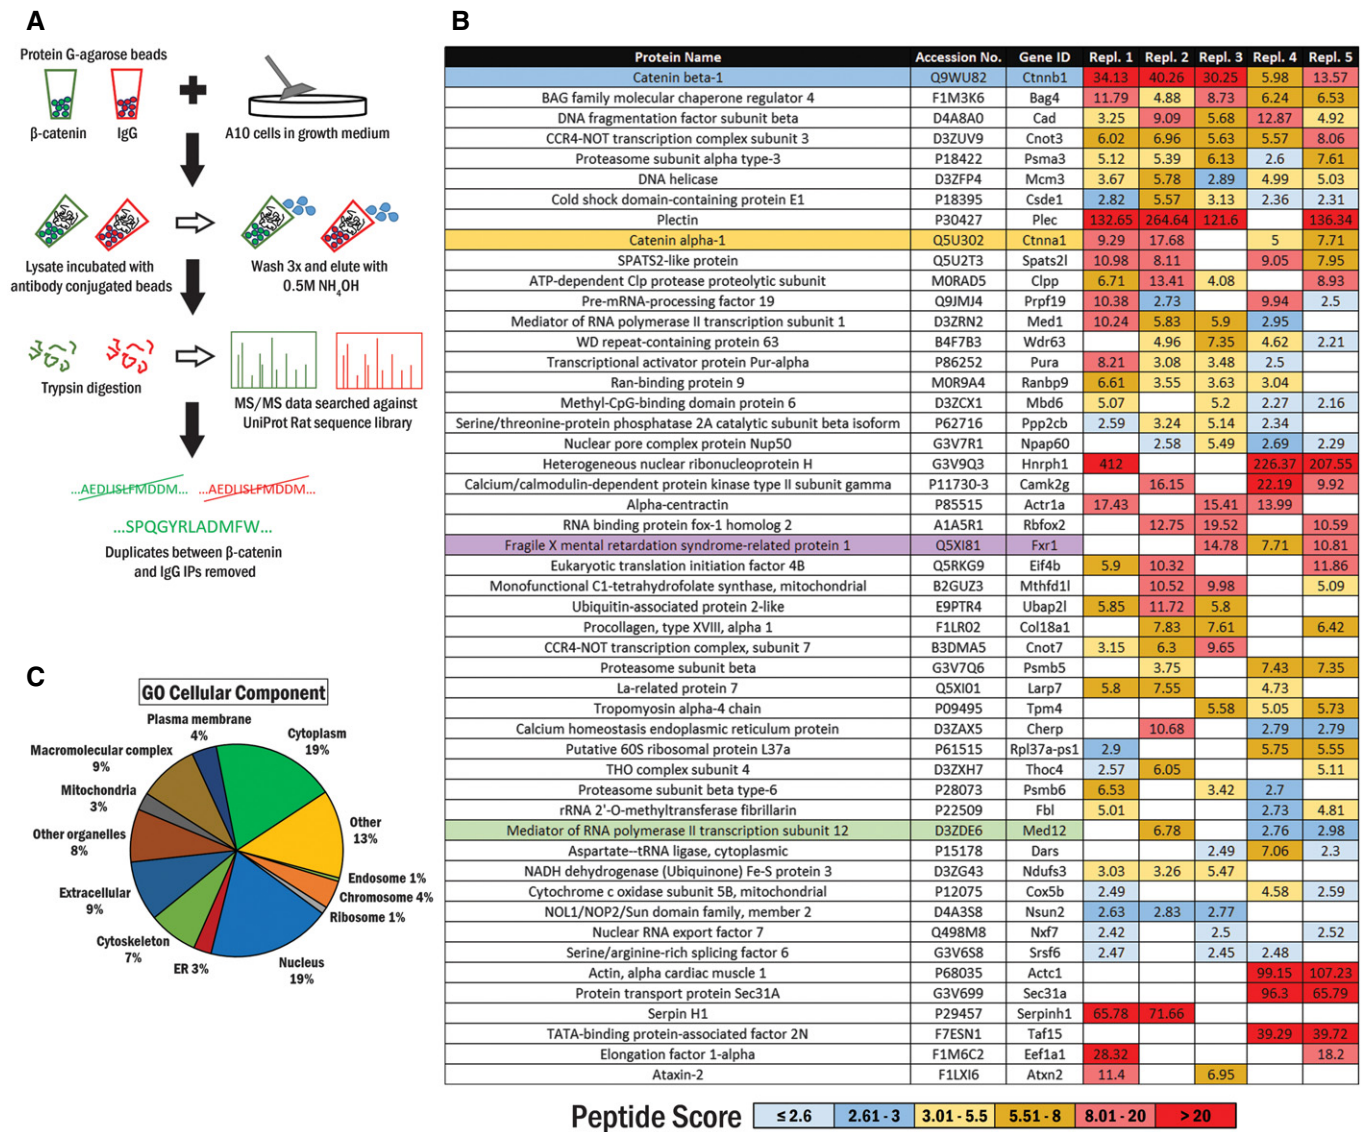 A
Protein G-agarose beads
β-catenin
IgG
A10 cells in growth medium
Lysate incubated with
antibody conjugated beads
Wash 3x and elute with
0.5M NH4OH
Trypsin digestion
MS/MS data searched against
UniProt Rat sequence library
...AEDLISLFMDDM... ...AEDLISLFMDDM...
...SPQGYRLADMFW...
Duplicates between β-catenin
and IgG IPs removed
B
Protein Name Accession No. Gene ID Repl. 1 Repl. 2 Repl. 3 Repl. 4 Repl. 5
Catenin beta-1 Q9WU82 Ctnnb1 34.13 40.26 30.25 5.98 13.57
BAG family molecular chaperone regulator 4 F1M3K6 Bag4 11.79 4.88 8.73 6.24 6.53
DNA fragmentation factor subunit beta D4A8A0 Cad 3.25 9.09 5.68 12.87 4.92
CCR4-NOT transcription complex subunit 3 D3ZUV9 Cnot3 6.02 6.96 5.63 5.57 8.06
Proteasome subunit alpha type-3 P18422 Psma3 5.12 5.39 6.13 2.6 7.61
DNA helicase D3ZFP4 Mcm3 3.67 5.78 2.89 4.99 5.03
Cold shock domain-containing protein E1 P18395 Csde1 2.82 5.57 3.13 2.36 2.31
Plectin P30427 Plec 132.65 264.64 121.6 136.34
Catenin alpha-1 Q5U302 Ctnna1 9.29 17.68 5 7.71
SPATS2-like protein Q5U2T3 Spats2l 10.98 8.11 9.05 7.95
ATP-dependent Clp protease proteolytic subunit M0RAD5 Clpp 6.71 13.41 4.08 8.93
Pre-mRNA-processing factor 19 Q9JMJ4 Prpf19 10.38 2.73 9.94 2.5
Mediator of RNA polymerase II transcription subunit 1 D3ZRN2 Med1 10.24 5.83 5.9 2.95
WD repeat-containing protein 63 B4F7B3 Wdr63 4.96 7.35 4.62 2.21
Transcriptional activator protein Pur-alpha P86252 Pura 8.21 3.08 3.48 2.5
Ran-binding protein 9 M0R9A4 Ranbp9 6.61 3.55 3.63 3.04
Methyl-CpG-binding domain protein 6 D3ZCX1 Mbd6 5.07 5.2 2.27 2.16
Serine/threonine-protein phosphatase 2A catalytic subunit beta isoform P62716 Ppp2cb 2.59 3.24 5.14 2.34
Nuclear pore complex protein Nup50 G3V7R1 Npap60 2.58 5.49 2.69 2.29
Heterogeneous nuclear ribonucleoprotein H G3V9Q3 Hnrph1 412 226.37 207.55
Calcium/calmodulin-dependent protein kinase type II subunit gamma P11730-3 Camk2g 16.15 22.19 9.92
Alpha-centractin P85515 Actr1a 17.43 15.41 13.99
RNA binding protein fox-1 homolog 2 A1A5R1 Rbfox2 12.75 19.52 10.59
Fragile X mental retardation syndrome-related protein 1 Q5XI81 Fxr1 14.78 7.71 10.81
Eukaryotic translation initiation factor 4B Q5RKG9 Eif4b 5.9 10.32 11.86
Monofunctional C1-tetrahydrofolate synthase, mitochondrial B2GUZ3 Mthfd1l 10.52 9.98 5.09
Ubiquitin-associated protein 2-like E9PTR4 Ubap2l 5.85 11.72 5.8
Procollagen, type XVIII, alpha 1 F1LR02 Col18a1 7.83 7.61 6.42
CCR4-NOT transcription complex, subunit 7 B3DMA5 Cnot7 3.15 6.3 9.65
Proteasome subunit beta G3V7Q6 Psmb5 3.75 7.43 7.35
La-related protein 7 Q5XI01 Larp7 5.8 7.55 4.73
Tropomyosin alpha-4 chain P09495 Tpm4 5.58 5.05 5.73
Calcium homeostasis endoplasmic reticulum protein D3ZAX5 Cherp 10.68 2.79 2.79
Putative 60S ribosomal protein L37a P61515 Rpl37a-ps1 2.9 5.75 5.55
THO complex subunit 4 D3ZXH7 Thoc4 2.57 6.05 5.11
Proteasome subunit beta type-6 P28073 Psmb6 6.53 3.42 2.7
rRNA 2'-O-methyltransferase fibrillarin P22509 Fbl 5.01 2.73 4.81
Mediator of RNA polymerase II transcription subunit 12 D3ZDE6 Med12 6.78 2.76 2.98
Aspartate--tRNA ligase, cytoplasmic P15178 Dars 2.49 7.06 2.3
NADH dehydrogenase (Ubiquinone) Fe-S protein 3 D3ZG43 Ndufs3 3.03 3.26 5.47
Cytochrome c oxidase subunit 5B, mitochondrial P12075 Cox5b 2.49 4.58 2.59
NOL1/NOP2/Sun domain family, member 2 D4A3S8 Nsun2 2.63 2.83 2.77
Nuclear RNA export factor 7 Q498M8 Nxf7 2.42 2.5 2.52
Serine/arginine-rich splicing factor 6 G3V6S8 Srsf6 2.47 2.45 2.48
Actin, alpha cardiac muscle 1 P68035 Actc1 99.15 107.23
Protein transport protein Sec31A G3V699 Sec31a 96.3 65.79
Serpin H1 P29457 Serpinh1 65.78 71.66
TATA-binding protein-associated factor 2N F7ESN1 Taf15 39.29 39.72
Elongation factor 1-alpha F1M6C2 Eef1a1 28.32 18.2
Ataxin-2 F1LXI6 Atxn2 11.4 6.95
Peptide Score ≤ 2.6 2.61 - 3 3.01 - 5.5 5.51 - 8 8.01 - 20 > 20
C
GO Cellular Component
Plasma membrane
4%
Cytoplasm
19%
Macromolecular complex
9%
Mitochondria
3%
Other
13%
Other organelles
8%
Endosome 1%
Chromosome 4%
Extracellular
9%
Ribosome 1%
Cytoskeleton
7%
ER 3%
Nucleus
19%